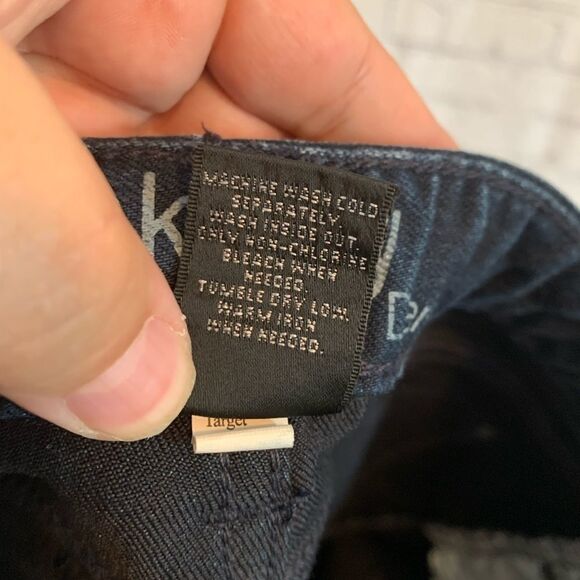 MACHINE WASH COLD
SEPARATELY
WASH INSIDE OUT.
ONLY NON-CHLORINE
BLEACH WHEN
NEEDED.
TUMBLE DRY LOW.
WARM IRON
WHEN NEEDED.
Target